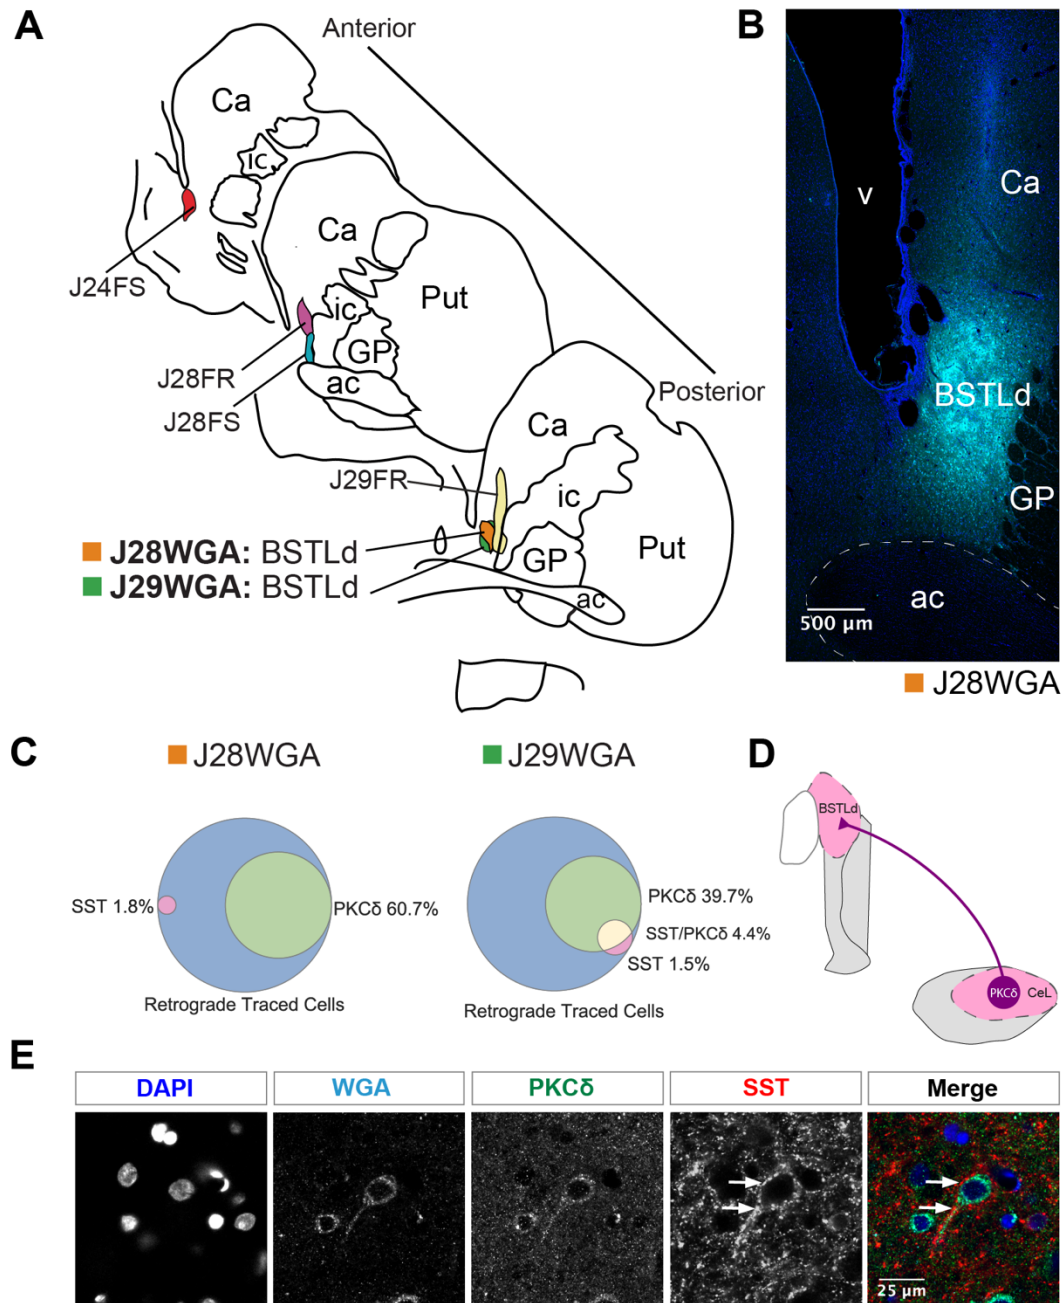 A
Anterior
Ca
ic
J24FS
Ca
Put
ic
GP
ac
J28FR
J28FS
Posterior
Ca
J29FR
ic
GP
Put
ac
J28WGA: BSTLd
J29WGA: BSTLd
B
v
Ca
BSTLd
GP
ac
500 µm
J28WGA
C
J28WGA
SST 1.8%
PKCδ 60.7%
Retrograde Traced Cells
J29WGA
PKCδ 39.7%
SST/PKCδ 4.4%
SST 1.5%
Retrograde Traced Cells
D
BSTLd
PKCδ
CeL
E
DAPI
WGA
PKCδ
SST
Merge
25 µm